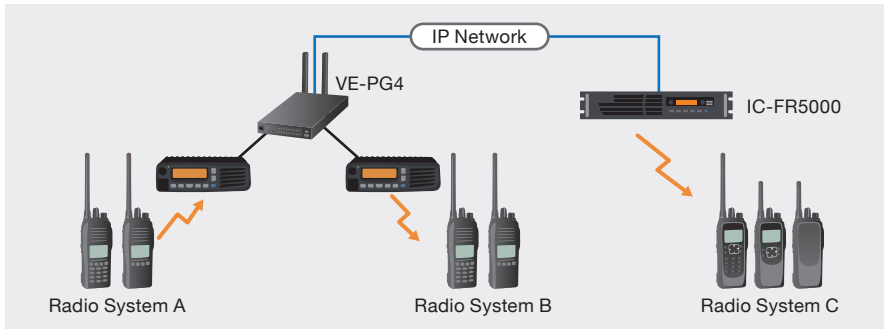 IP Network
VE-PG4
IC-FR5000
Radio System A
Radio System B
Radio System C